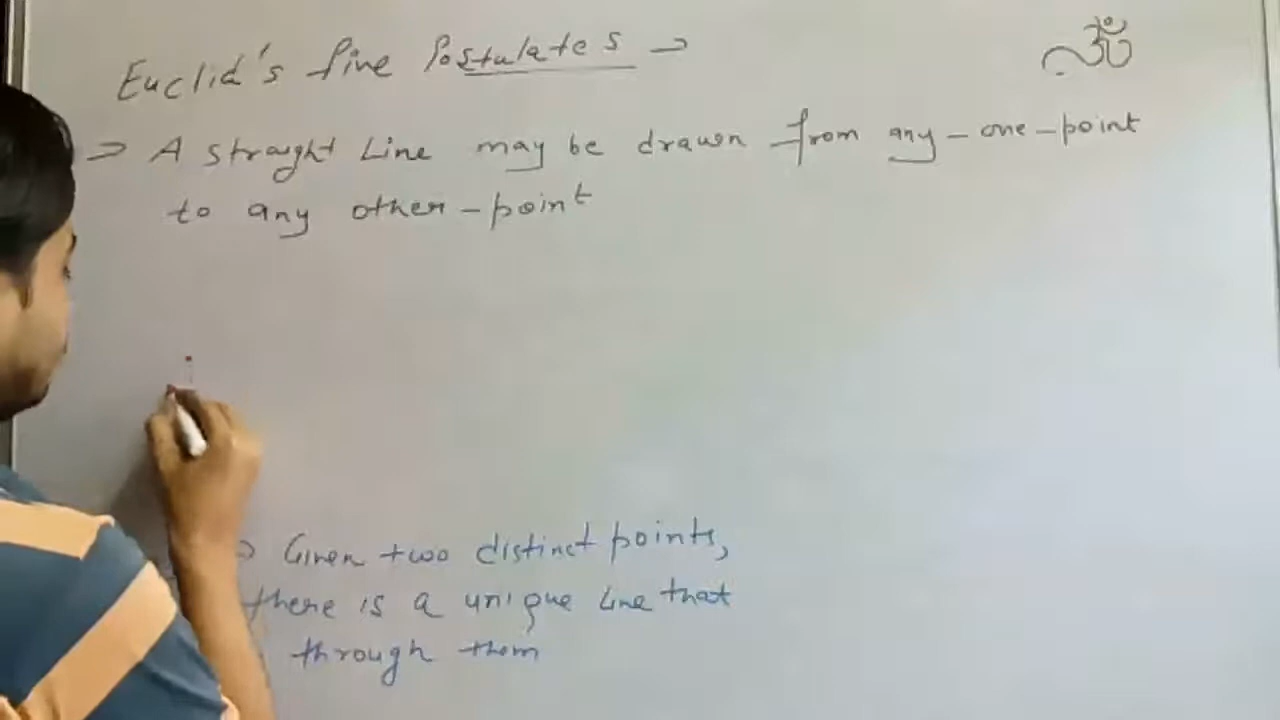 Euclid's five Postulates →
ॐ
⇒ A straight Line may be drawn from any-one-point
to any other-point
Given two distinct points,
there is a unique line that
through them